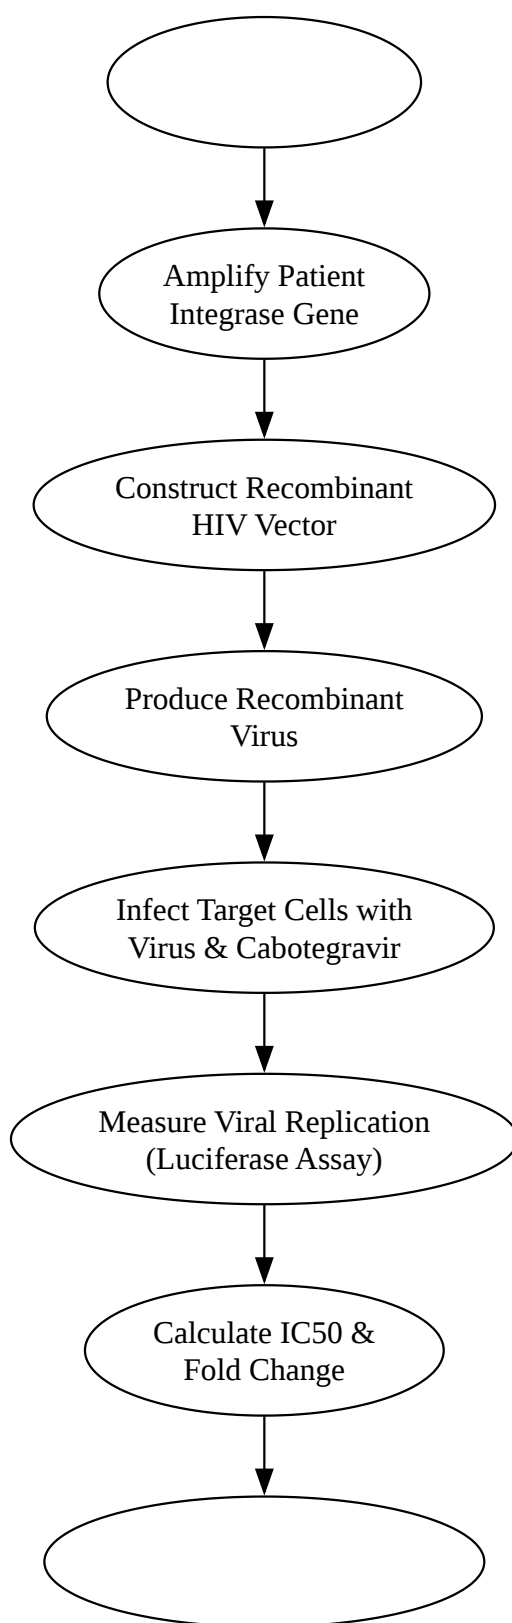 Amplify Patient
Integrase Gene
Construct Recombinant
HIV Vector
Produce Recombinant
Virus
Infect Target Cells with
Virus & Cabotegravir
Measure Viral Replication
(Luciferase Assay)
Calculate IC50 &
Fold Change